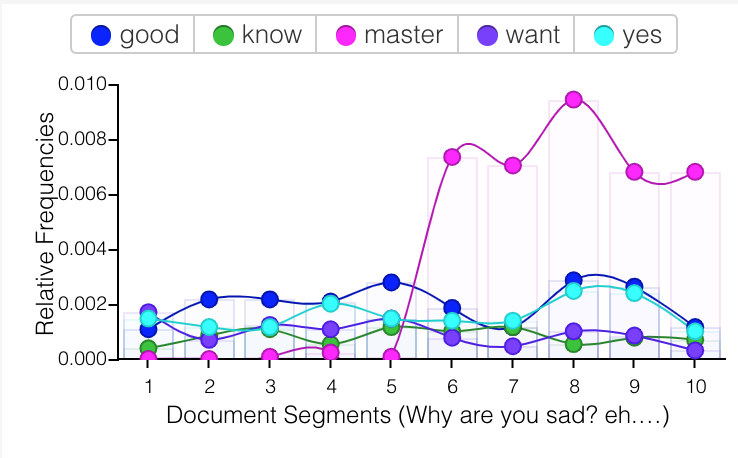 good know master want yes
0.010
0.008
0.006
0.004
0.002
0.000
Relative Frequencies
1 2 3 4 5 6 7 8 9 10
Document Segments (Why are you sad? eh....)